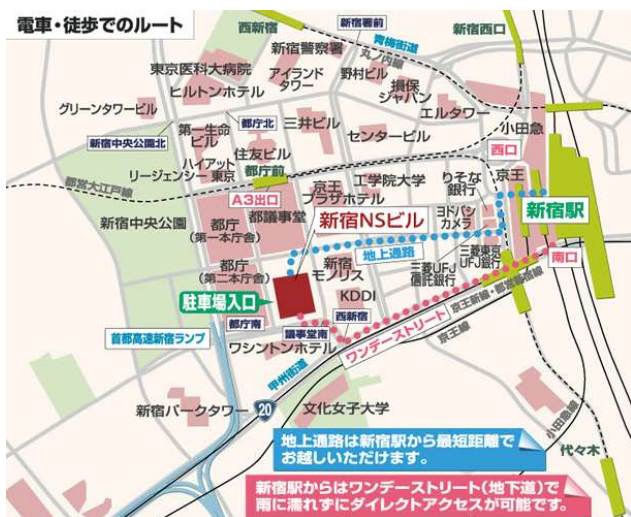 電車・徒歩でのルート
西新宿
新宿署前
青梅街道
新宿西口
新宿警察署
丸ノ内線
東京医科大病院
アイランド
タワー
野村ビル
損保
ジャパン
ヒルトンホテル
エルタワー
グリーンタワービル
都庁北
小田急
新宿中央公園北
第一生命
ビル
三井ビル
センタービル
住友ビル
西口
ハイアット
リージェンシー 東京
都庁前
工学院大学
京王
都営大江戸線
A3出口
京王
プラザホテル
りそな
銀行
新宿駅
新宿中央公園
都庁
(第一本庁舎)
都議事堂
新宿NSビル
ヨドバシ
カメラ
地上通路
三菱東京
UFJ銀行
南口
都庁
(第二本庁舎)
新宿
モノリス
三菱UFJ
信託銀行
駐車場入口
KDDI
京王新線・都営新宿線
都庁南
議事堂南
西新宿
ワンデーストリート
京王線
首都高速新宿ランプ
ワシントンホテル
甲州街道
新宿パークタワー
20
文化女子大学
小田急線
代々木
地上通路は新宿駅から最短距離で
お越しいただけます。
新宿駅からはワンデーストリート(地下道)で
雨に濡れずにダイレクトアクセスが可能です。